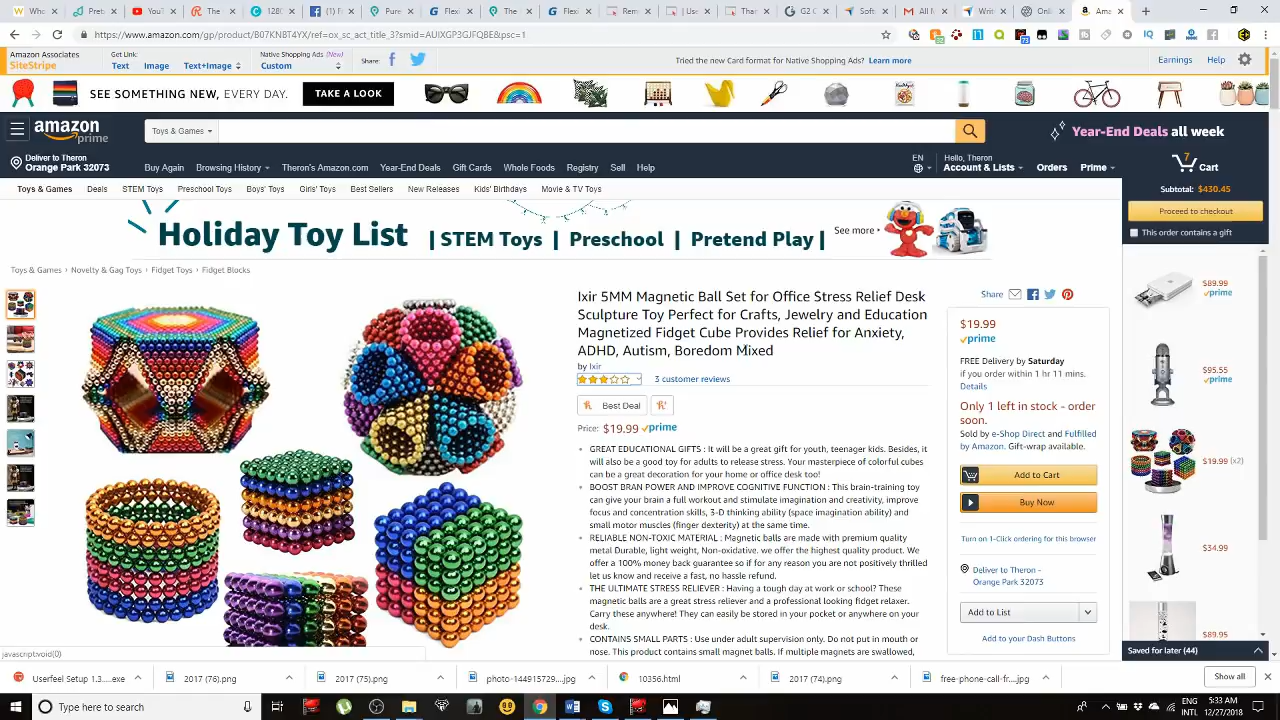 https://www.amazon.com/gp/product/B07KN8T4YX/ref=ox_sc_act_title_3?smid=AUIXGP3GJFQ8E&psc=1
Amazon Associates
SiteStripe
Get Link:
Text Image Text+Image
Native Shopping Ads (New)
Custom
Share:
Tried the new Card format for Native Shopping Ads? Learn more
Earnings Help
SEE SOMETHING NEW, EVERY DAY. TAKE A LOOK
amazon
prime
Toys & Games
Year-End Deals all week
Deliver to Theron
Orange Park 32073
Buy Again Browsing History Theron's Amazon.com Year-End Deals Gift Cards Whole Foods Registry Sell Help
EN
Hello, Theron
Account & Lists Orders Prime
7
Cart
Toys & Games Deals STEM Toys Preschool Toys Boys' Toys Girls' Toys Best Sellers New Releases Kids' Birthdays Movie & TV Toys
Subtotal: $430.45
Proceed to checkout
This order contains a gift
Holiday Toy List | STEM Toys | Preschool | Pretend Play |
See more
Toys & Games › Novelty & Gag Toys › Fidget Toys › Fidget Blocks
Ixir 5MM Magnetic Ball Set for Office Stress Relief Desk
Sculpture Toy Perfect for Crafts, Jewelry and Education
Magnetized Fidget Cube Provides Relief for Anxiety,
ADHD, Autism, Boredom Mixed
by Ixir
3 customer reviews
Best Deal
Price: $19.99 prime
GREAT EDUCATIONAL GIFTS : It will be a great gift for youth, teenager kids. Besides, it
will also be a good toy for adults to release stress. Your masterpiece of colorful cubes
can be a great decoration for your home or office desk too!
BOOST BRAN POWER AND IMPROVE COGNITIVE FUNCTION : This brain-training toy
can give your brain a full workout and stimulate imagination and creativity, improve
focus and concentration skills, 3-D thinking ability (space imagination ability) and
small motor muscles (finger dexterity) at the same time.
RELIABLE NON-TOXIC MATERIAL : Magnetic balls are made with premium quality
metal Durable, light weight, Non-oxidative. we offer the highest quality product. We
offer a 100% money back guarantee so if for any reason you are not positively thrilled
let us know and receive a fast, no hassle refund.
THE ULTIMATE STRESS RELIEVER : Having a tough day at work or school? These
magnetic balls are a great stress reliever and a professional looking fidget relaxer.
Carry these anywhere! They can easily be stored in your pocket or anywhere on your
desk.
CONTAINS SMALL PARTS : Use under adult supervision only. Do not put in mouth or
nose. This product contains small magnet balls. If multiple magnets are swallowed,
Share
$19.99
prime
FREE Delivery by Saturday
if you order within 1 hr 11 mins.
Details
Only 1 left in stock - order
soon.
Sold by e-Shop Direct and Fulfilled
by Amazon. Gift-wrap available.
Add to Cart
Buy Now
Turn on 1-Click ordering for this browser
Deliver to Theron -
Orange Park 32073
Add to List
Add to your Dash Buttons
$89.99
prime
$95.55
prime
$19.99 (x2)
$34.99
$89.95
Saved for later (44)
javascript:void(0)
Userfeel Setup 1.3....exe
2017 (76).png
2017 (75).png
photo-144915729...jpg
10356.html
2017 (74).png
free-phone-call-fr....jpg
Show all
Type here to search
ENG
INTL
5:33 AM
12/27/2018